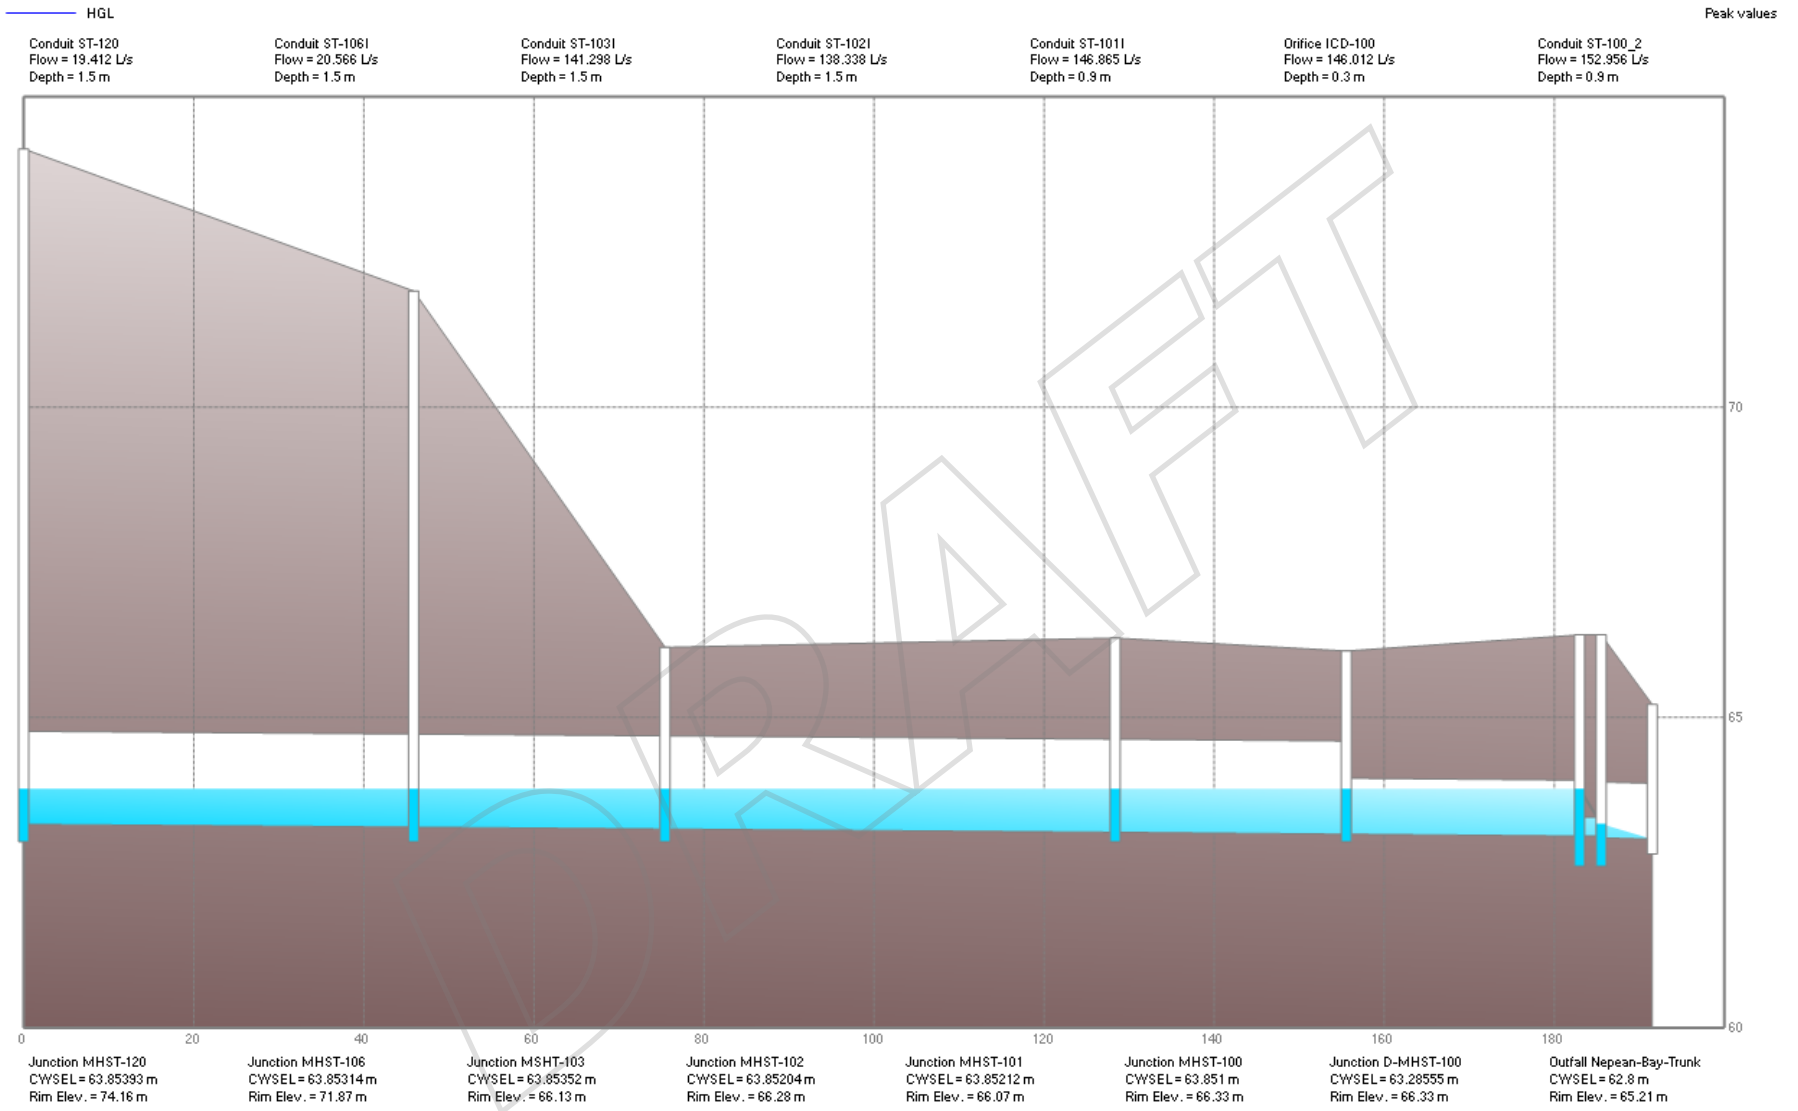 HGL
Peak values
Conduit ST-120
Flow = 19.412 L/s
Depth = 1.5 m
Conduit ST-106I
Flow = 20.566 L/s
Depth = 1.5 m
Conduit ST-103I
Flow = 141.298 L/s
Depth = 1.5 m
Conduit ST-102I
Flow = 138.338 L/s
Depth = 1.5 m
Conduit ST-101I
Flow = 146.865 L/s
Depth = 0.9 m
Orifice ICD-100
Flow = 146.012 L/s
Depth = 0.3 m
Conduit ST-100_2
Flow = 152.956 L/s
Depth = 0.9 m
DRAFT
70
65
60
0 20 40 60 80 100 120 140 160 180
Junction MHST-120
CWSEL = 63.85393 m
Rim Elev. = 74.16 m
Junction MHST-106
CWSEL = 63.85314 m
Rim Elev. = 71.87 m
Junction MSHT-103
CWSEL = 63.85352 m
Rim Elev. = 66.13 m
Junction MHST-102
CWSEL = 63.85204 m
Rim Elev. = 66.28 m
Junction MHST-101
CWSEL = 63.85212 m
Rim Elev. = 66.07 m
Junction MHST-100
CWSEL = 63.851 m
Rim Elev. = 66.33 m
Junction D-MHST-100
CWSEL = 63.28555 m
Rim Elev. = 66.33 m
Outfall Nepean-Bay-Trunk
CWSEL = 62.8 m
Rim Elev. = 65.21 m